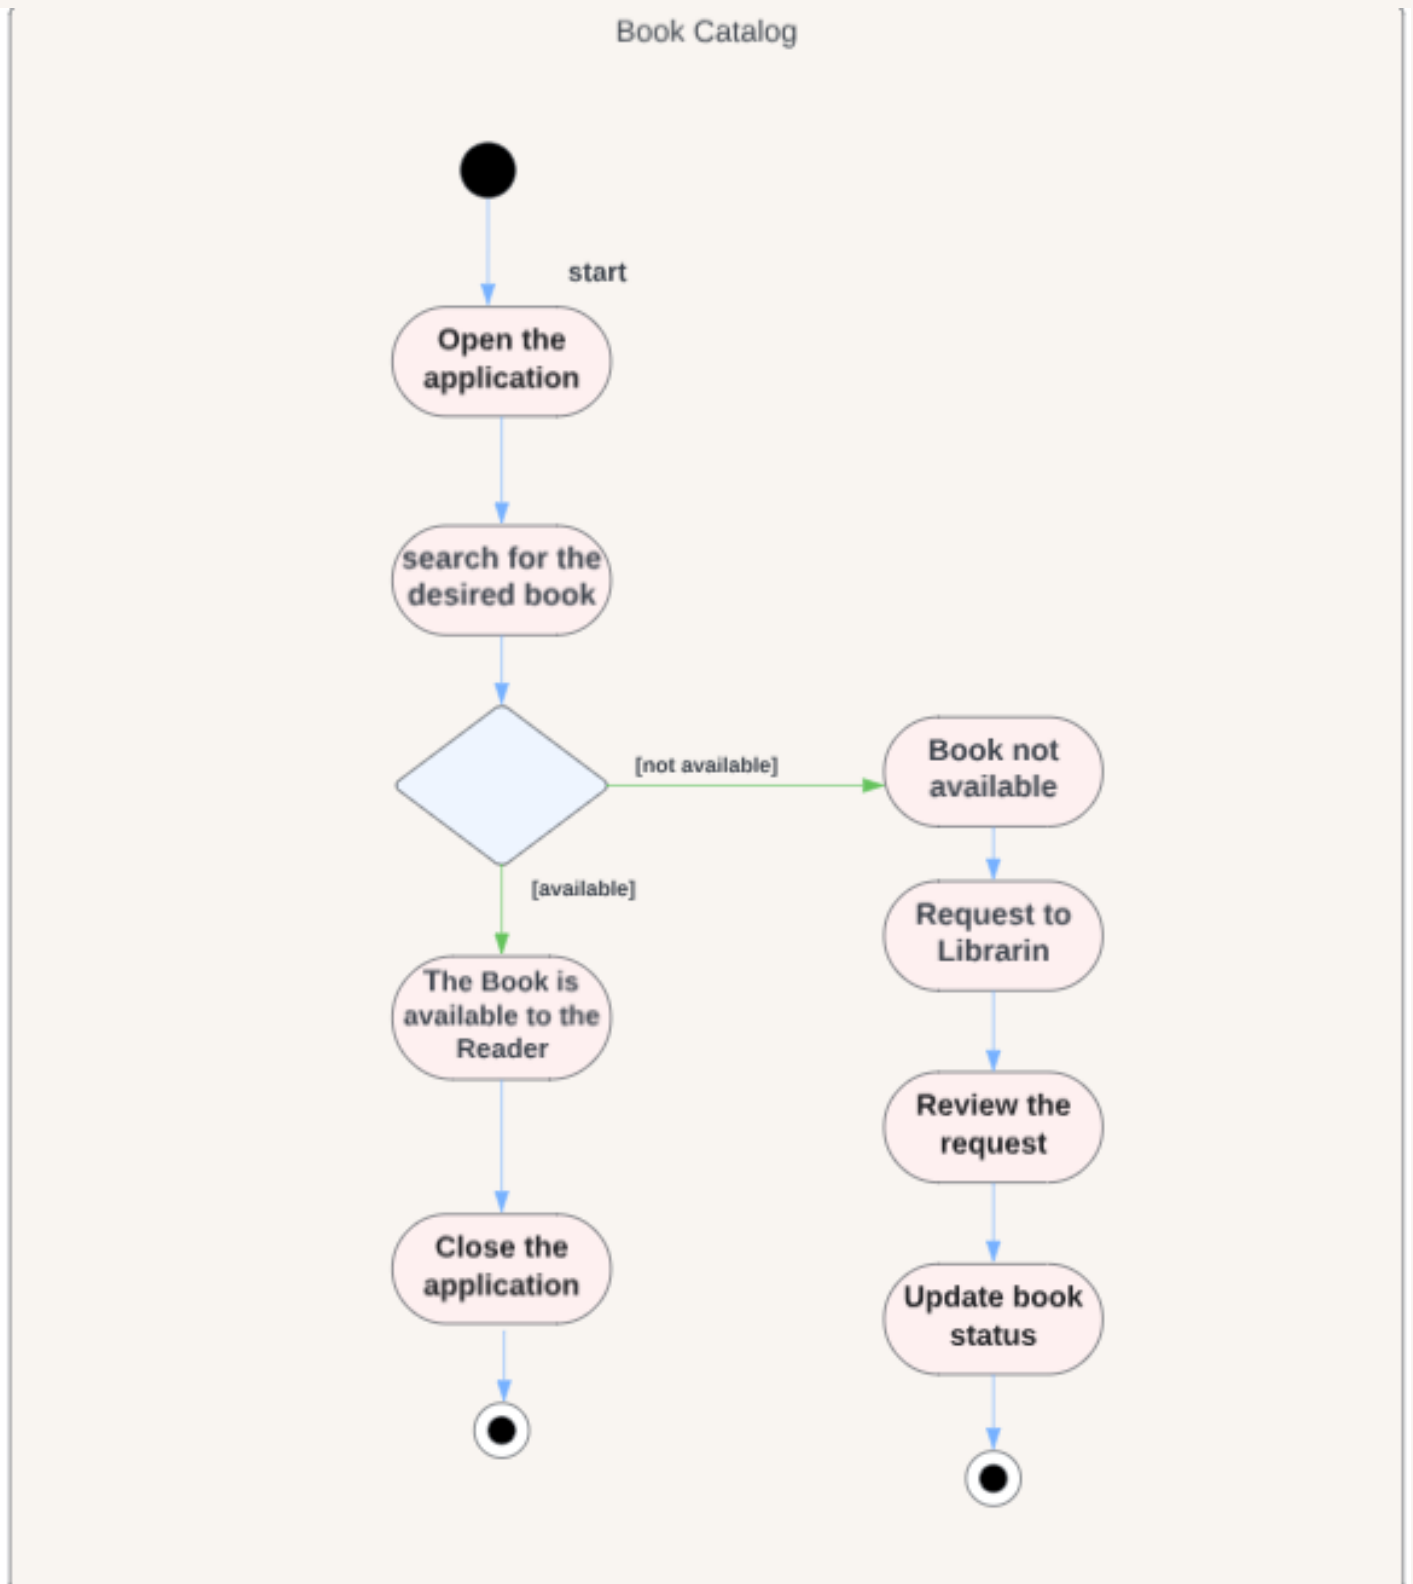 Book Catalog
start
Open the
application
search for the
desired book
[not available]
Book not
available
[available]
Request to
Librarin
The Book is
available to the
Reader
Review the
request
Close the
application
Update book
status